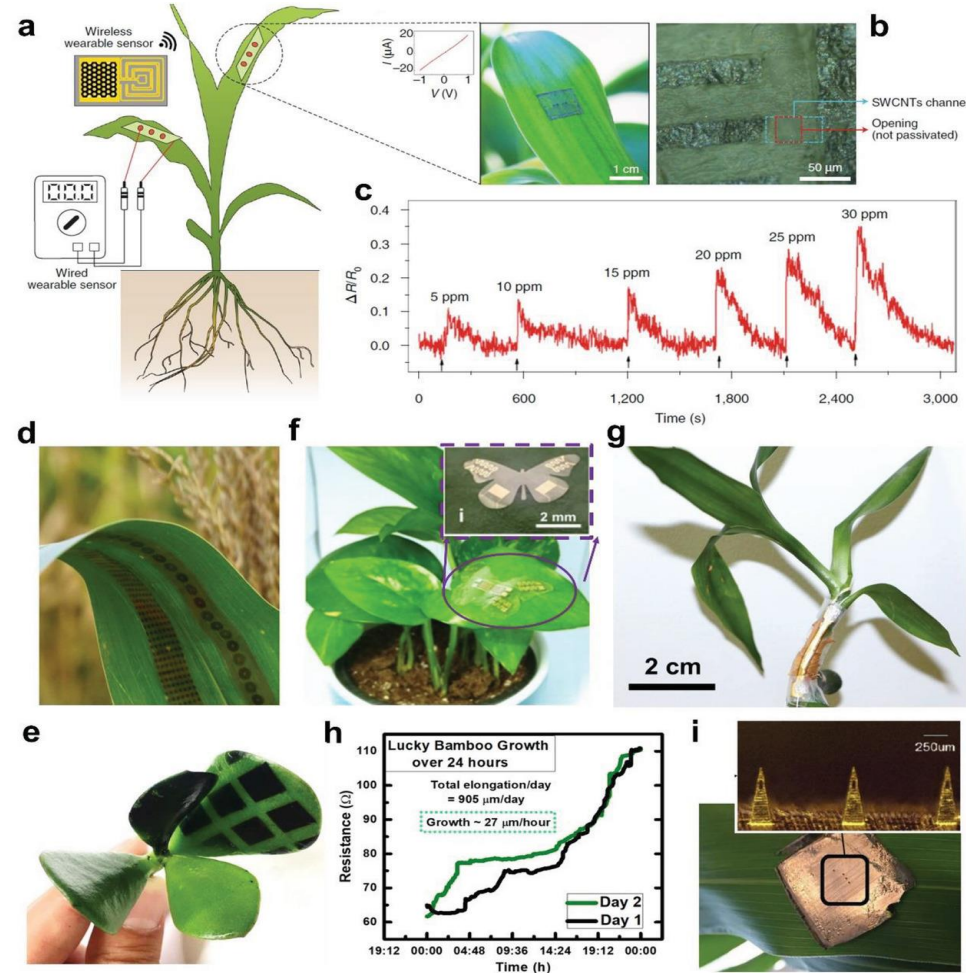 a
Wireless
wearable sensor
000
Wired
wearable sensor
I (μA)
20
0
−20
−1 0 1
V (V)
1 cm
b
SWCNTs channe
Opening
(not passivated)
50 μm
c
ΔR/R0
0.4
0.3
0.2
0.1
0.0
5 ppm
10 ppm
15 ppm
20 ppm
25 ppm
30 ppm
0 600 1,200 1,800 2,400 3,000
Time (s)
d
f
i
2 mm
g
2 cm
e
h
Lucky Bamboo Growth
over 24 hours
Total elongation/day
= 905 μm/day
Growth ~ 27 μm/hour
Resistance (Ω)
110
100
90
80
70
60
Day 2
Day 1
19:12 00:00 04:48 09:36 14:24 19:12 00:00
Time (h)
i
250um